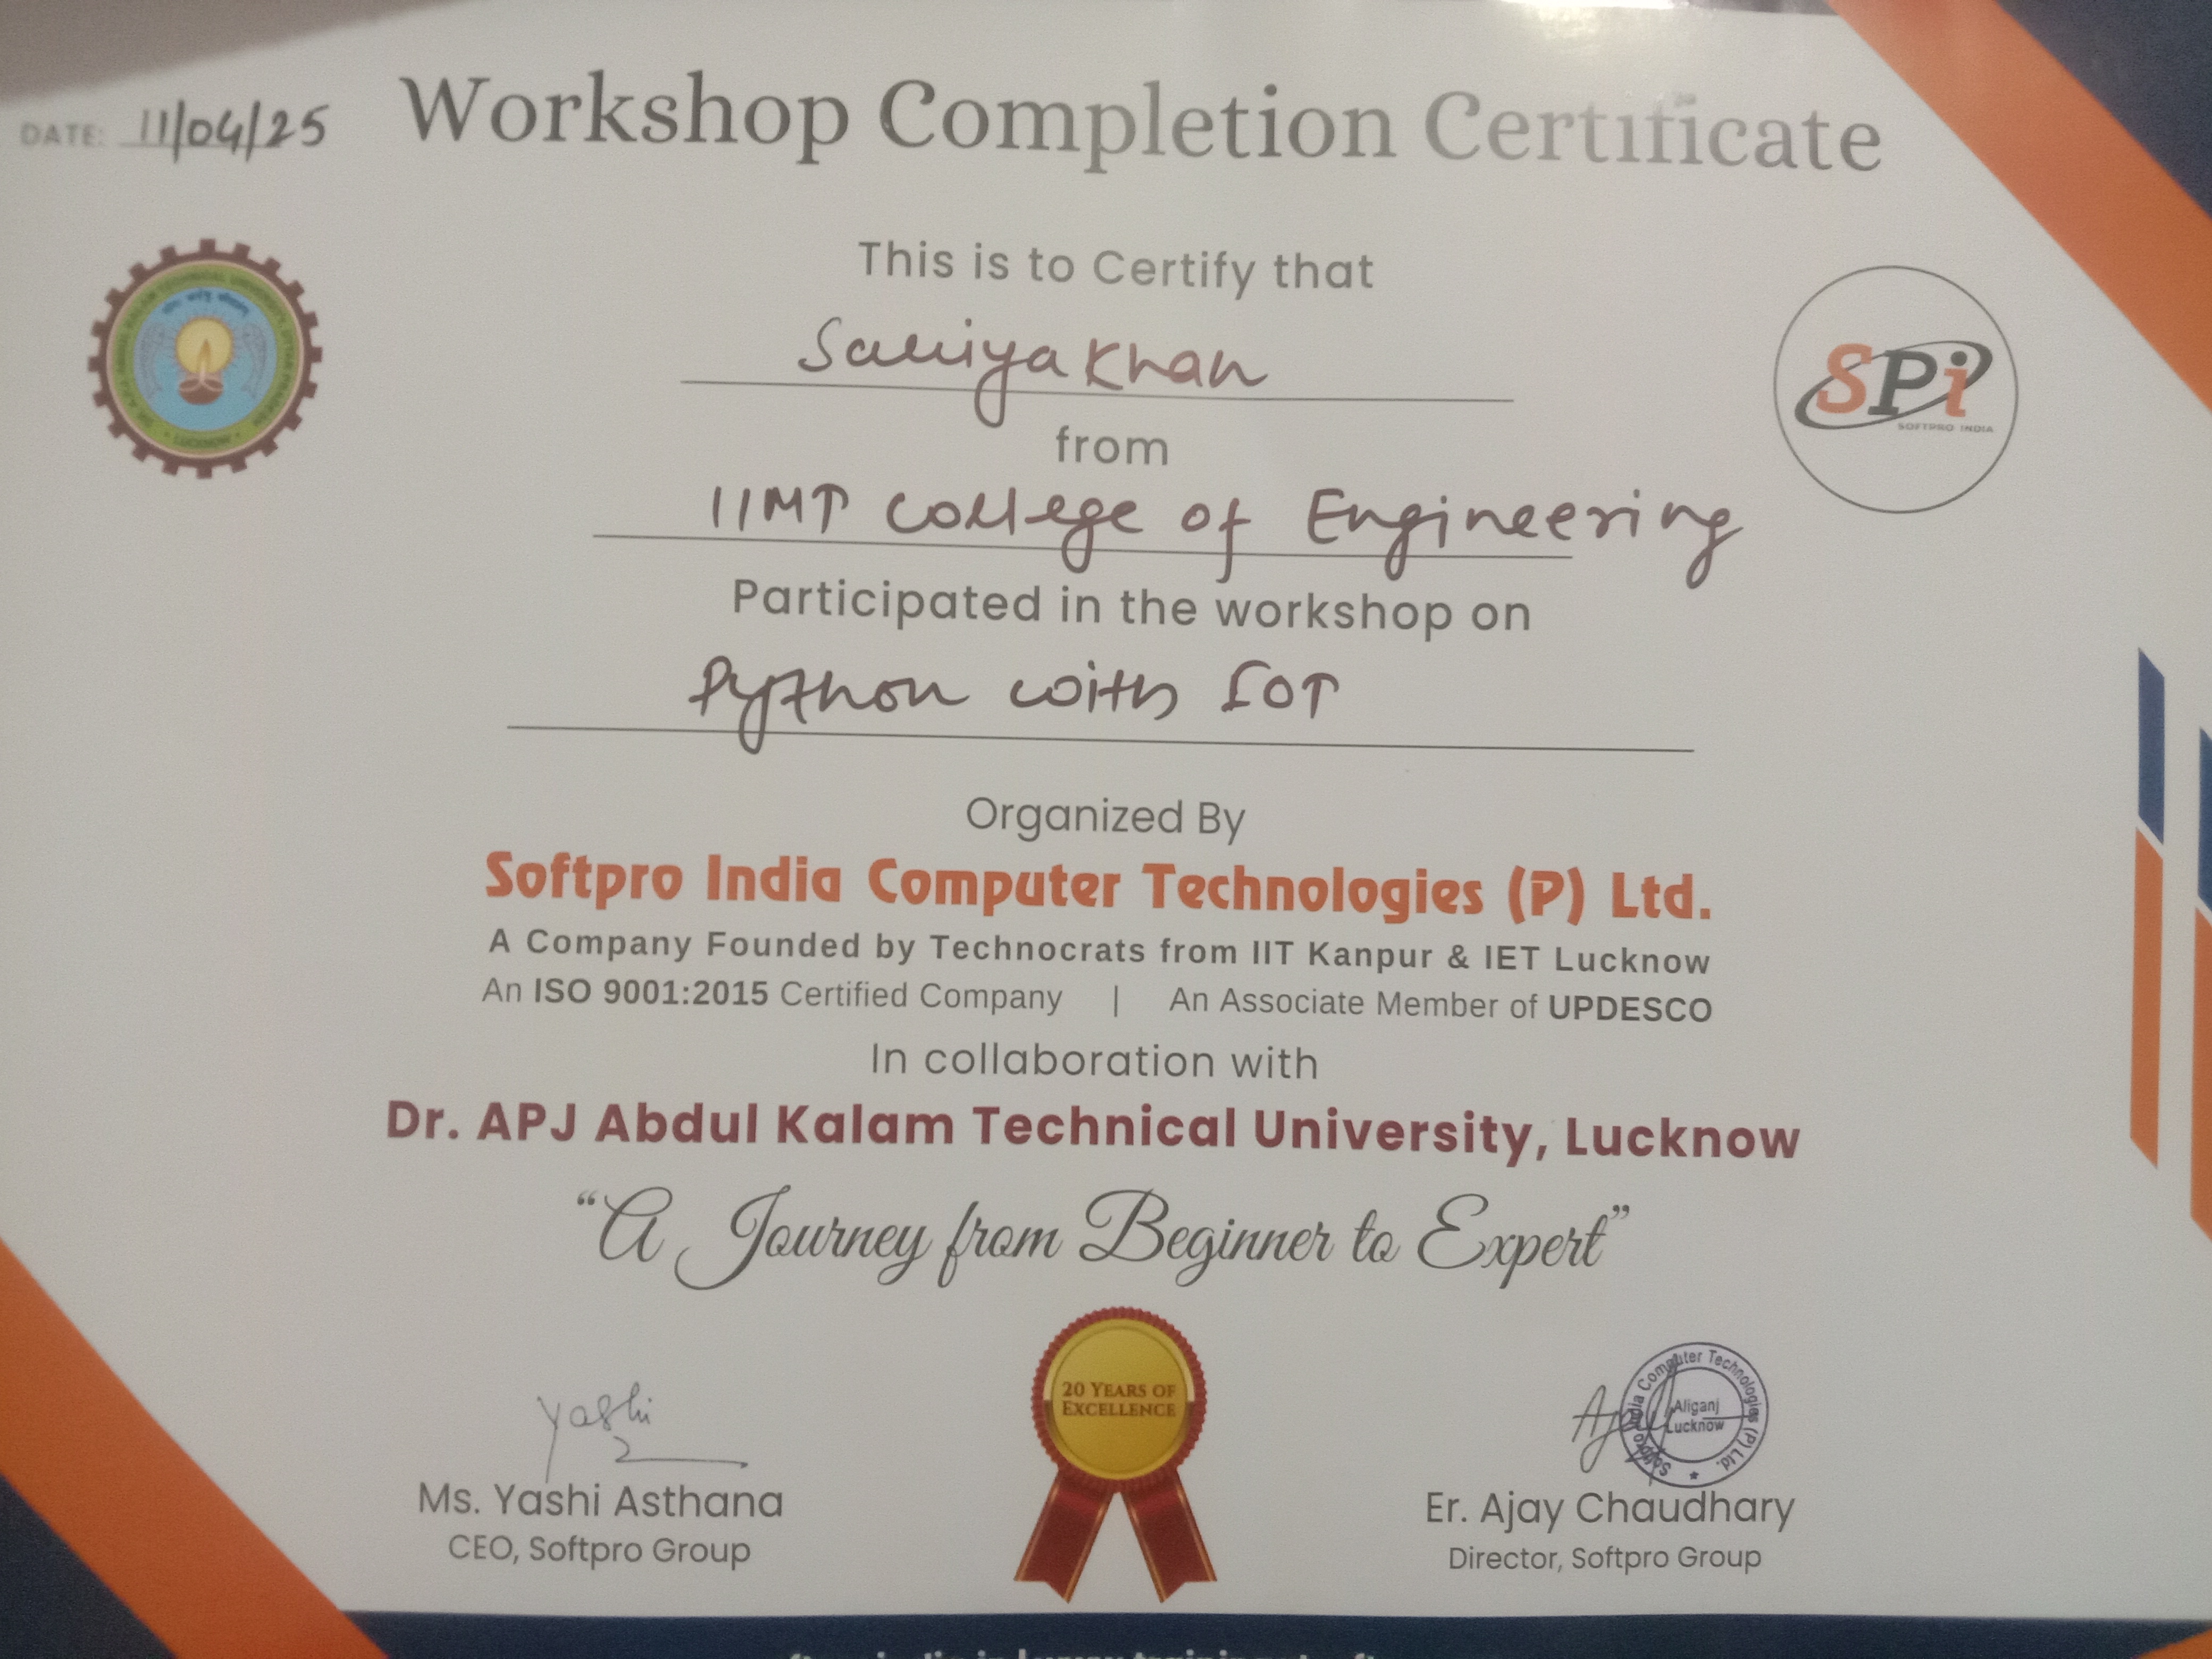 DATE: 11/04/25
Workshop Completion Certificate
This is to Certify that
Saniya Khan
from
IIMT College of Engineering
Participated in the workshop on
Python with IOT
SPi
SOFTPRO INDIA
Organized By
Softpro India Computer Technologies (P) Ltd.
A Company Founded by Technocrats from IIT Kanpur & IET Lucknow
An ISO 9001:2015 Certified Company | An Associate Member of UPDESCO
In collaboration with
Dr. APJ Abdul Kalam Technical University, Lucknow
“A Journey from Beginner to Expert”
20 YEARS OF
EXCELLENCE
Yashi
Ms. Yashi Asthana
CEO, Softpro Group
Softpro India Computer Technologies (P) Ltd.
Aliganj
Lucknow
Er. Ajay Chaudhary
Director, Softpro Group
LUCKNOW